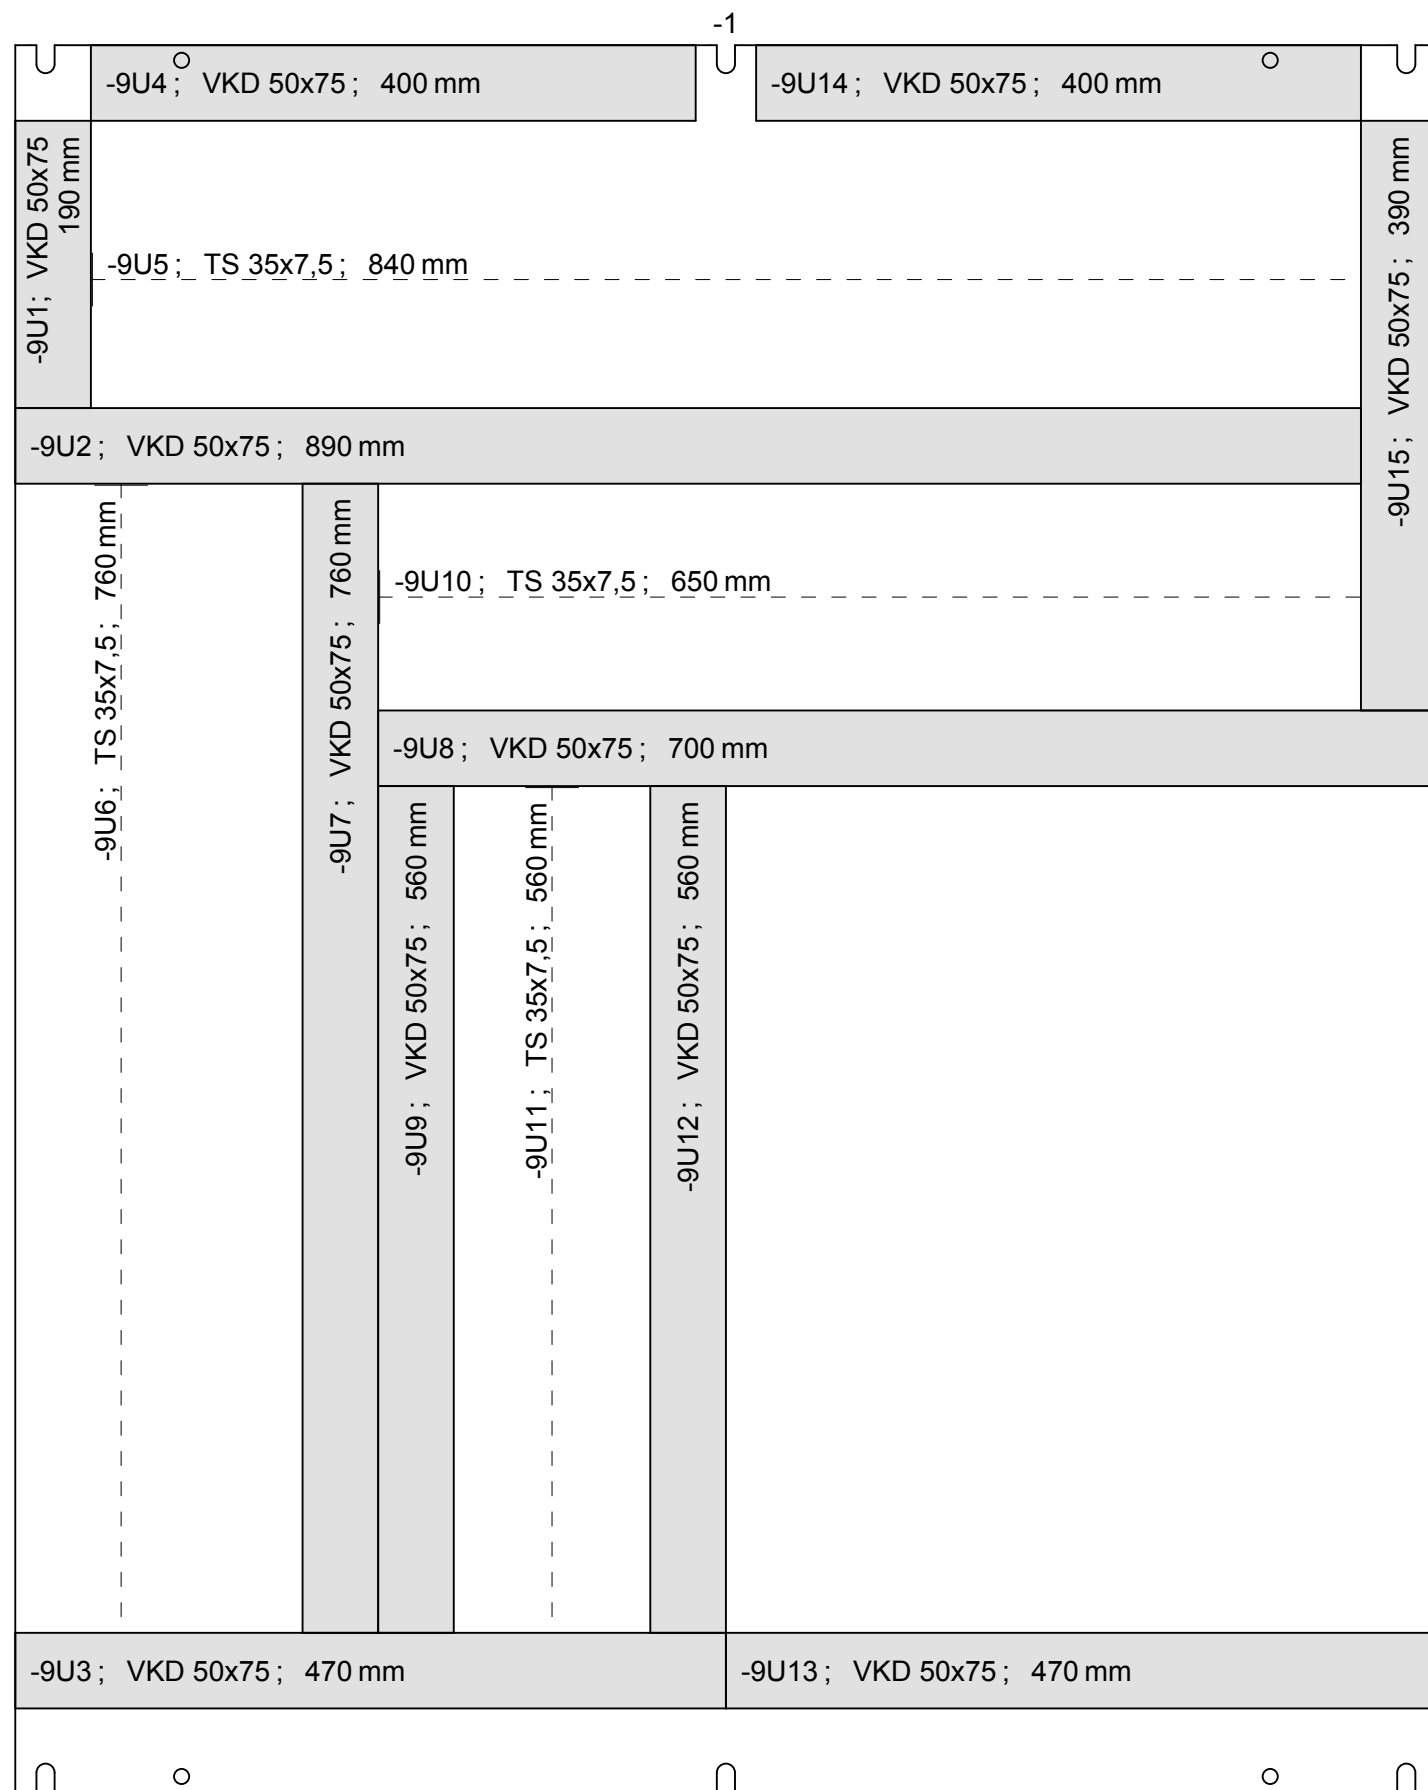 -1
-9U4 ; VKD 50x75 ; 400 mm
-9U14 ; VKD 50x75 ; 400 mm
-9U1; VKD 50x75
190 mm
-9U5 ; TS 35x7,5 ; 840 mm
-9U15 ; VKD 50x75 ; 390 mm
-9U2 ; VKD 50x75 ; 890 mm
-9U6 ; TS 35x7,5 ; 760 mm
-9U7 ; VKD 50x75 ; 760 mm
-9U10 ; TS 35x7,5 ; 650 mm
-9U8 ; VKD 50x75 ; 700 mm
-9U9 ; VKD 50x75 ; 560 mm
-9U11 ; TS 35x7,5 ; 560 mm
-9U12 ; VKD 50x75 ; 560 mm
-9U3 ; VKD 50x75 ; 470 mm
-9U13 ; VKD 50x75 ; 470 mm